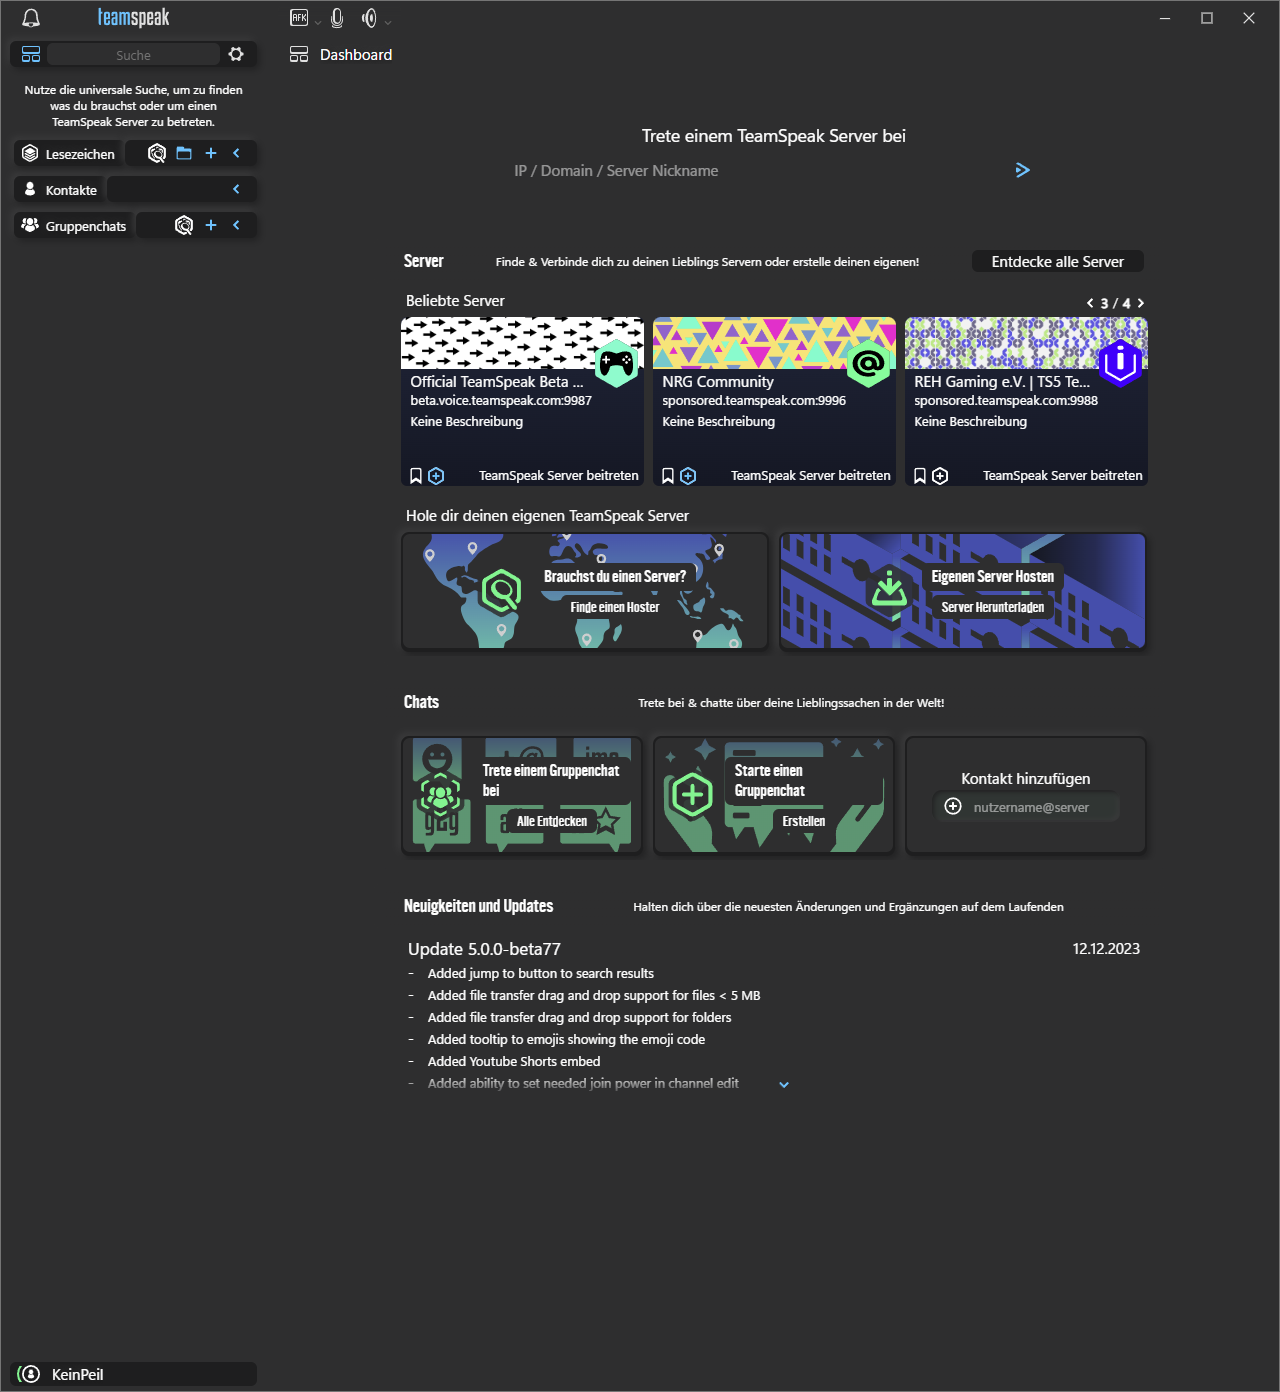 teamspeak
AFK
Suche
Dashboard
Nutze die universale Suche, um zu finden
was du brauchst oder um einen
TeamSpeak Server zu betreten.
Lesezeichen
Kontakte
Gruppenchats
Trete einem TeamSpeak Server bei
IP / Domain / Server Nickname
Server
Finde & Verbinde dich zu deinen Lieblings Servern oder erstelle deinen eigenen!
Entdecke alle Server
Beliebte Server
3 / 4
Official TeamSpeak Beta ...
beta.voice.teamspeak.com:9987
Keine Beschreibung
TeamSpeak Server beitreten
NRG Community
sponsored.teamspeak.com:9996
Keine Beschreibung
TeamSpeak Server beitreten
REH Gaming e.V. | TS5 Te...
sponsored.teamspeak.com:9988
Keine Beschreibung
TeamSpeak Server beitreten
Hole dir deinen eigenen TeamSpeak Server
Brauchst du einen Server?
Finde einen Hoster
Eigenen Server Hosten
Server Herunterladen
Chats
Trete bei & chatte über deine Lieblingssachen in der Welt!
Trete einem Gruppenchat
bei
Alle Entdecken
Starte einen
Gruppenchat
Erstellen
Kontakt hinzufügen
nutzername@server
Neuigkeiten und Updates
Halten dich über die neuesten Änderungen und Ergänzungen auf dem Laufenden
Update 5.0.0-beta77
12.12.2023
- Added jump to button to search results
- Added file transfer drag and drop support for files < 5 MB
- Added file transfer drag and drop support for folders
- Added tooltip to emojis showing the emoji code
- Added Youtube Shorts embed
- Added ability to set needed join power in channel edit
KeinPeil